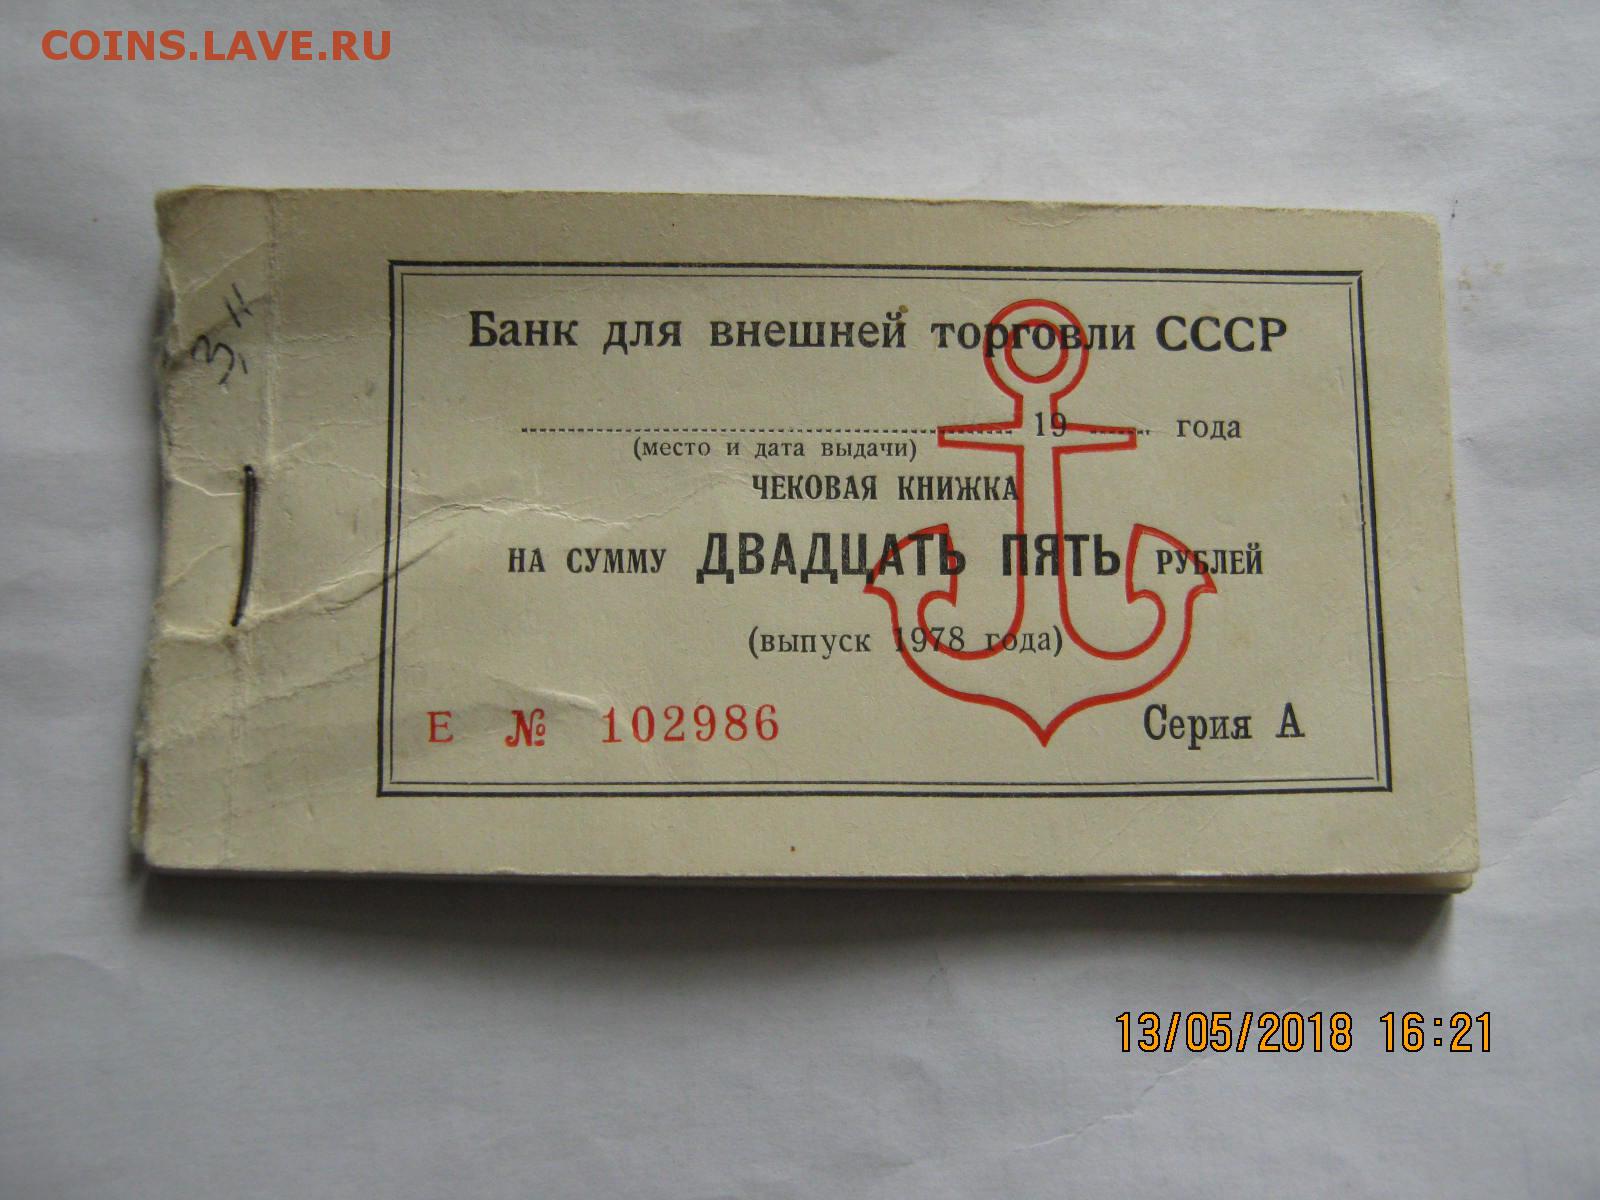 COINS.LAVE.RU
Банк для внешней торговли СССР
19 года
(место и дата выдачи)
ЧЕКОВАЯ КНИЖКА
НА СУММУ ДВАДЦАТЬ ПЯТЬ РУБЛЕЙ
(выпуск 1978 года)
Е № 102986 Серия А
13/05/2018 16:21